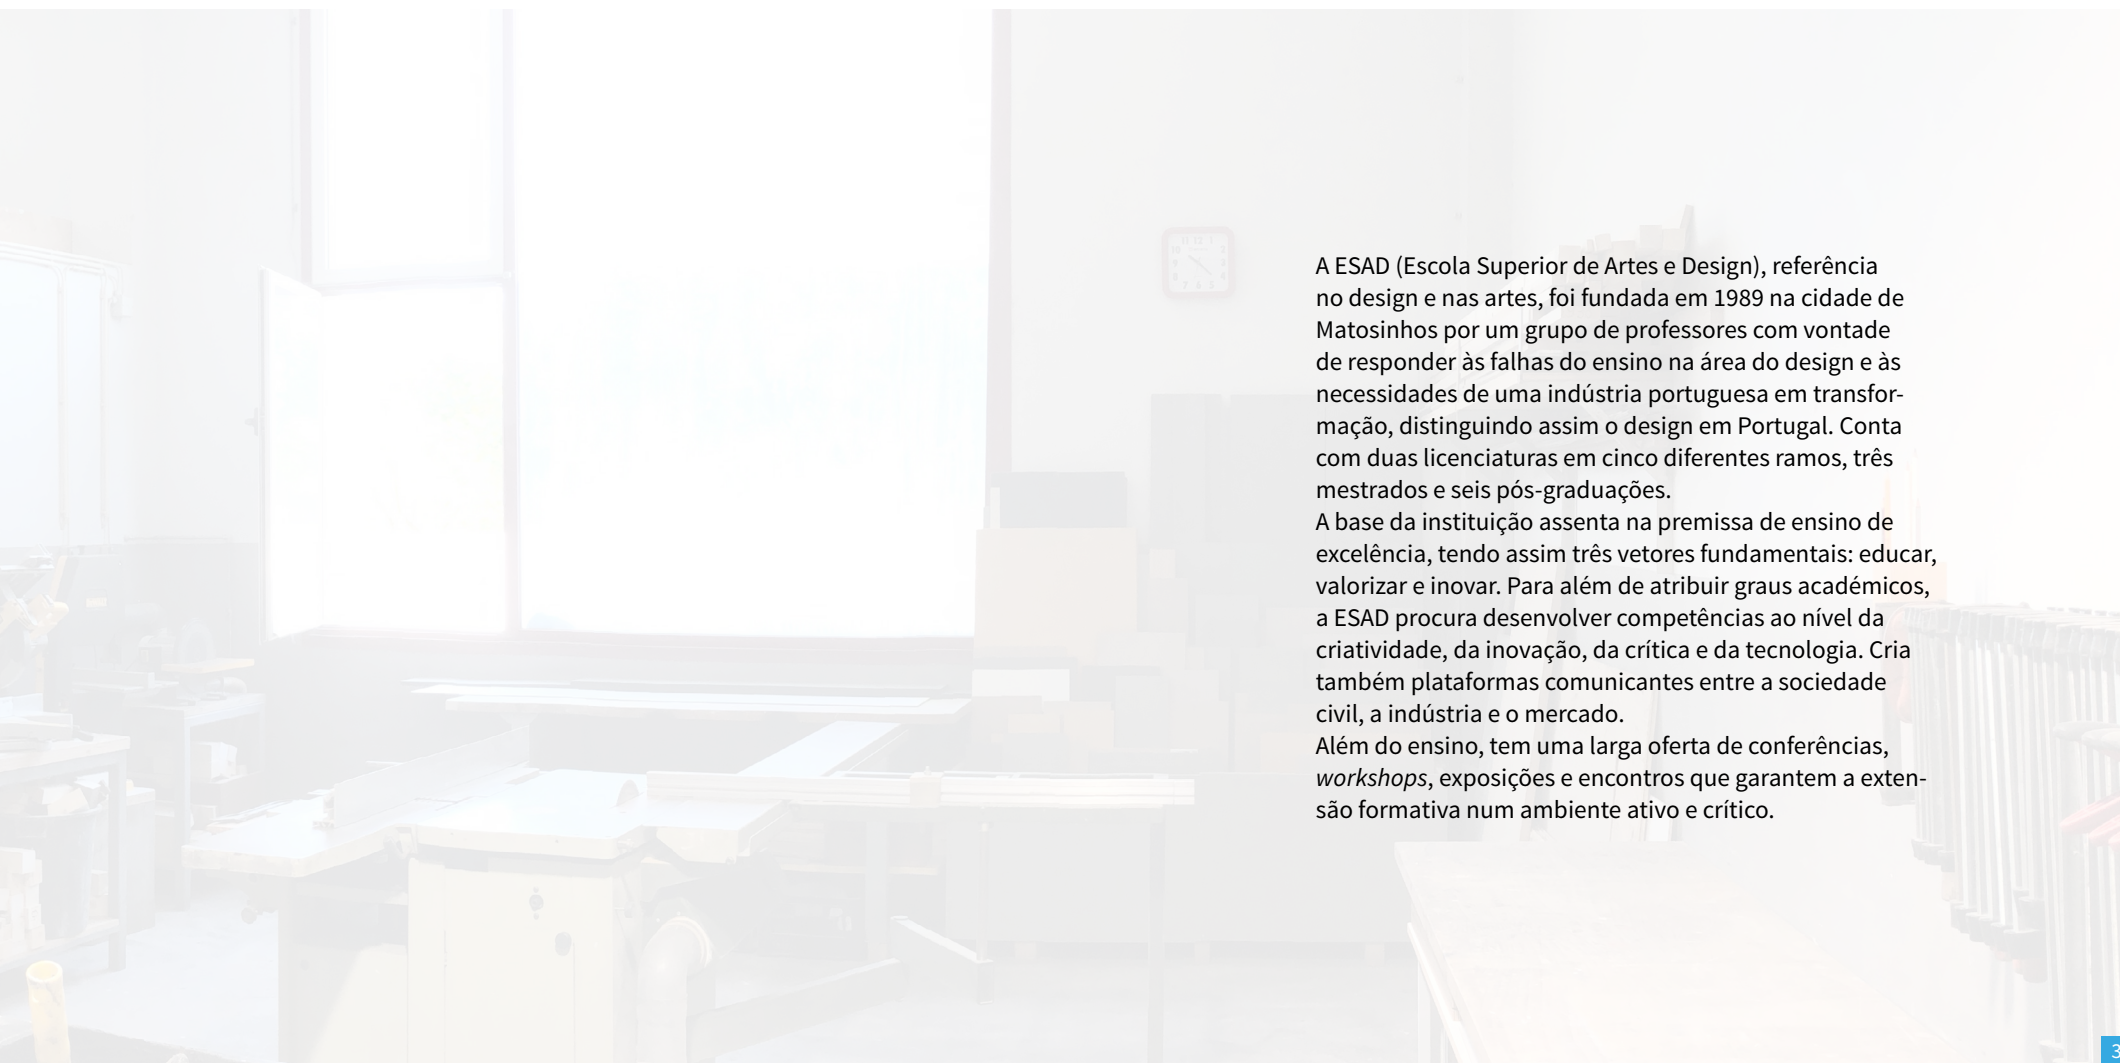 A ESAD (Escola Superior de Artes e Design), referência
no design e nas artes, foi fundada em 1989 na cidade de
Matosinhos por um grupo de professores com vontade
de responder às falhas do ensino na área do design e às
necessidades de uma indústria portuguesa em transfor-
mação, distinguindo assim o design em Portugal. Conta
com duas licenciaturas em cinco diferentes ramos, três
mestrados e seis pós-graduações.
A base da instituição assenta na premissa de ensino de
excelência, tendo assim três vetores fundamentais: educar,
valorizar e inovar. Para além de atribuir graus académicos,
a ESAD procura desenvolver competências ao nível da
criatividade, da inovação, da crítica e da tecnologia. Cria
também plataformas comunicantes entre a sociedade
civil, a indústria e o mercado.
Além do ensino, tem uma larga oferta de conferências,
workshops, exposições e encontros que garantem a exten-
são formativa num ambiente ativo e crítico.